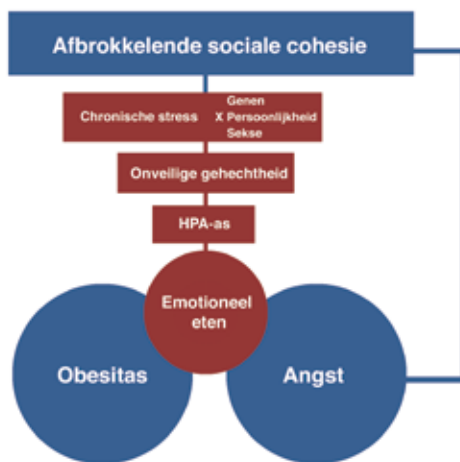 Afbrokkelende sociale cohesie
Genen
Chronische stress X Persoonlijkheid
Sekse
Onveilige gehechtheid
HPA-as
Emotioneel
eten
Obesitas
Angst